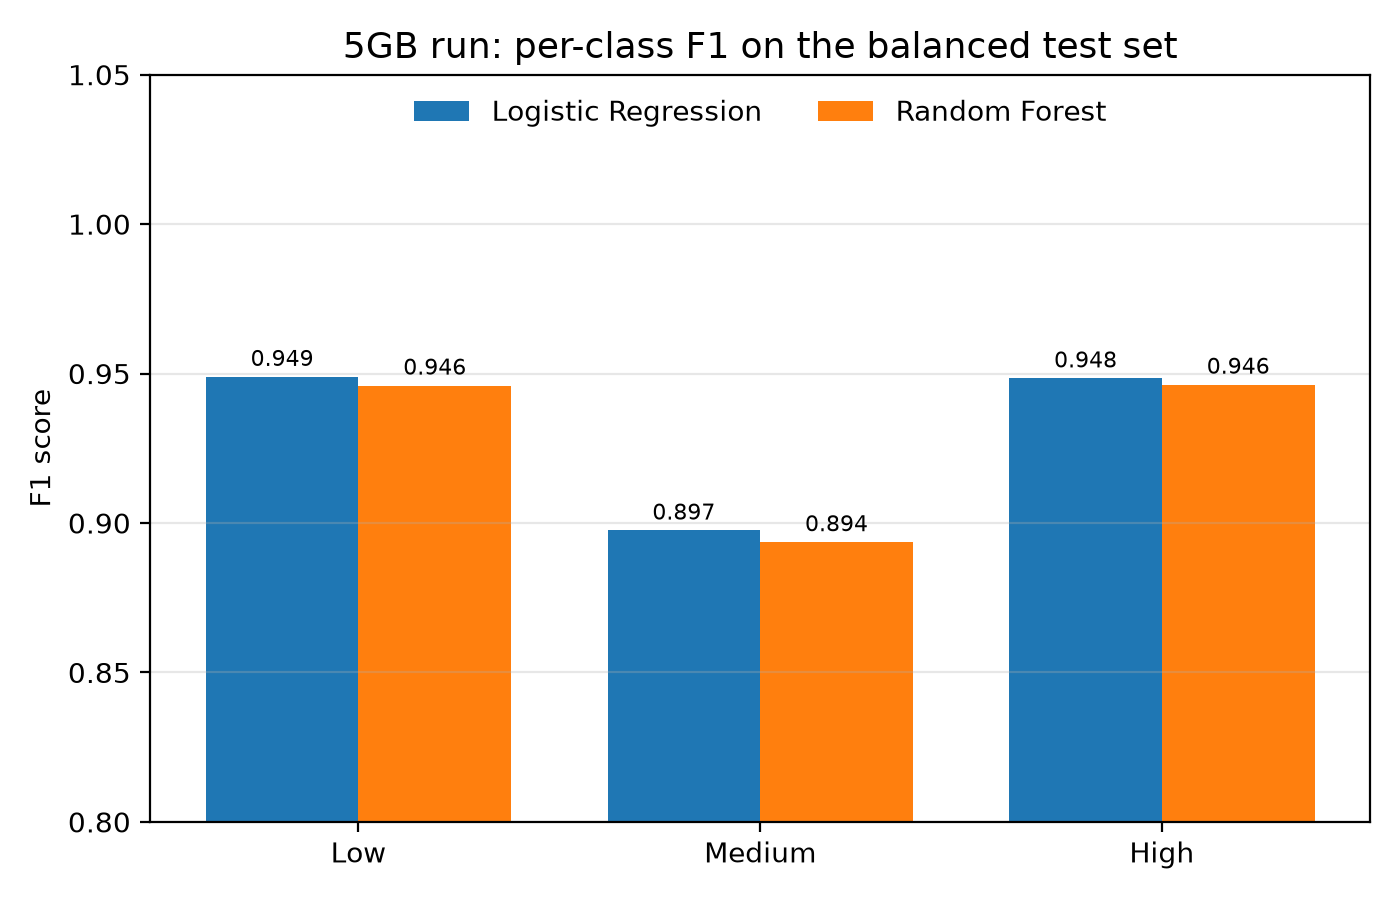 5GB run: per-class F1 on the balanced test set
Logistic Regression
Random Forest
F1 score
1.05
1.00
0.95
0.90
0.85
0.80
0.949
0.946
0.897
0.894
0.948
0.946
Low
Medium
High